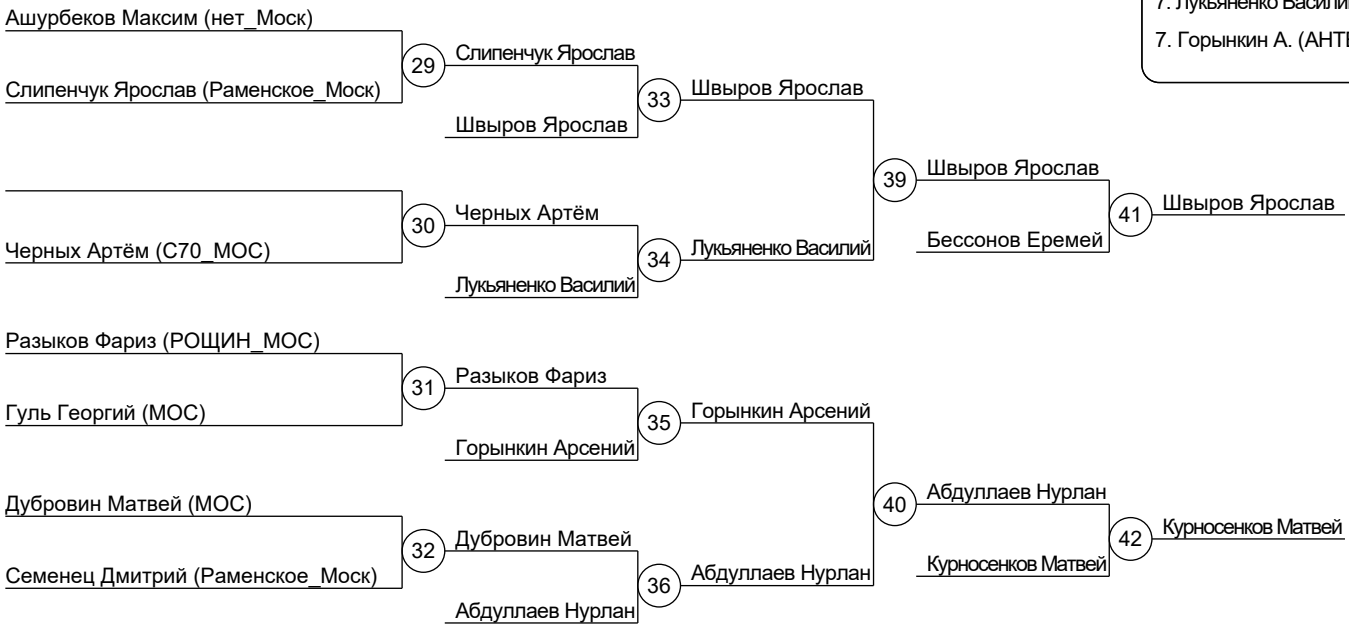 7. Лукьяненко
7. Горынкин А.
Ашурбеков Максим (нет_Моск)
29
Слипенчук Ярослав
Слипенчук Ярослав (Раменское_Моск)
33
Швыров Ярослав
Швыров Ярослав
39
Швыров Ярослав
41
Швыров Ярослав
30
Черных Артём
Черных Артём (С70_МОС)
34
Лукьяненко Василий
Бессонов Еремей
Лукьяненко Василий
Разыков Фариз (РОЩИН_МОС)
31
Разыков Фариз
Гуль Георгий (МОС)
35
Горынкин Арсений
Горынкин Арсений
Дубровин Матвей (МОС)
40
Абдуллаев Нурлан
42
Курносенков Матвей
32
Дубровин Матвей
Курносенков Матвей
Семенец Дмитрий (Раменское_Моск)
36
Абдуллаев Нурлан
Абдуллаев Нурлан